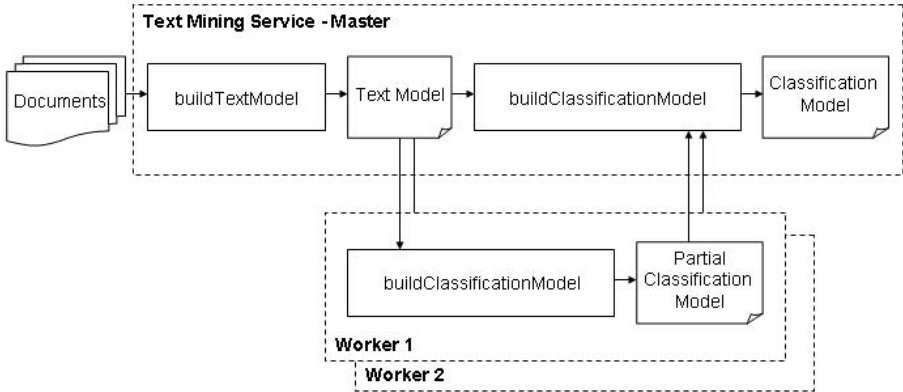 Text Mining Service - Master
Documents
buildTextModel
Text Model
buildClassificationModel
Classification
Model
buildClassificationModel
Partial
Classification
Model
Worker 1
Worker 2